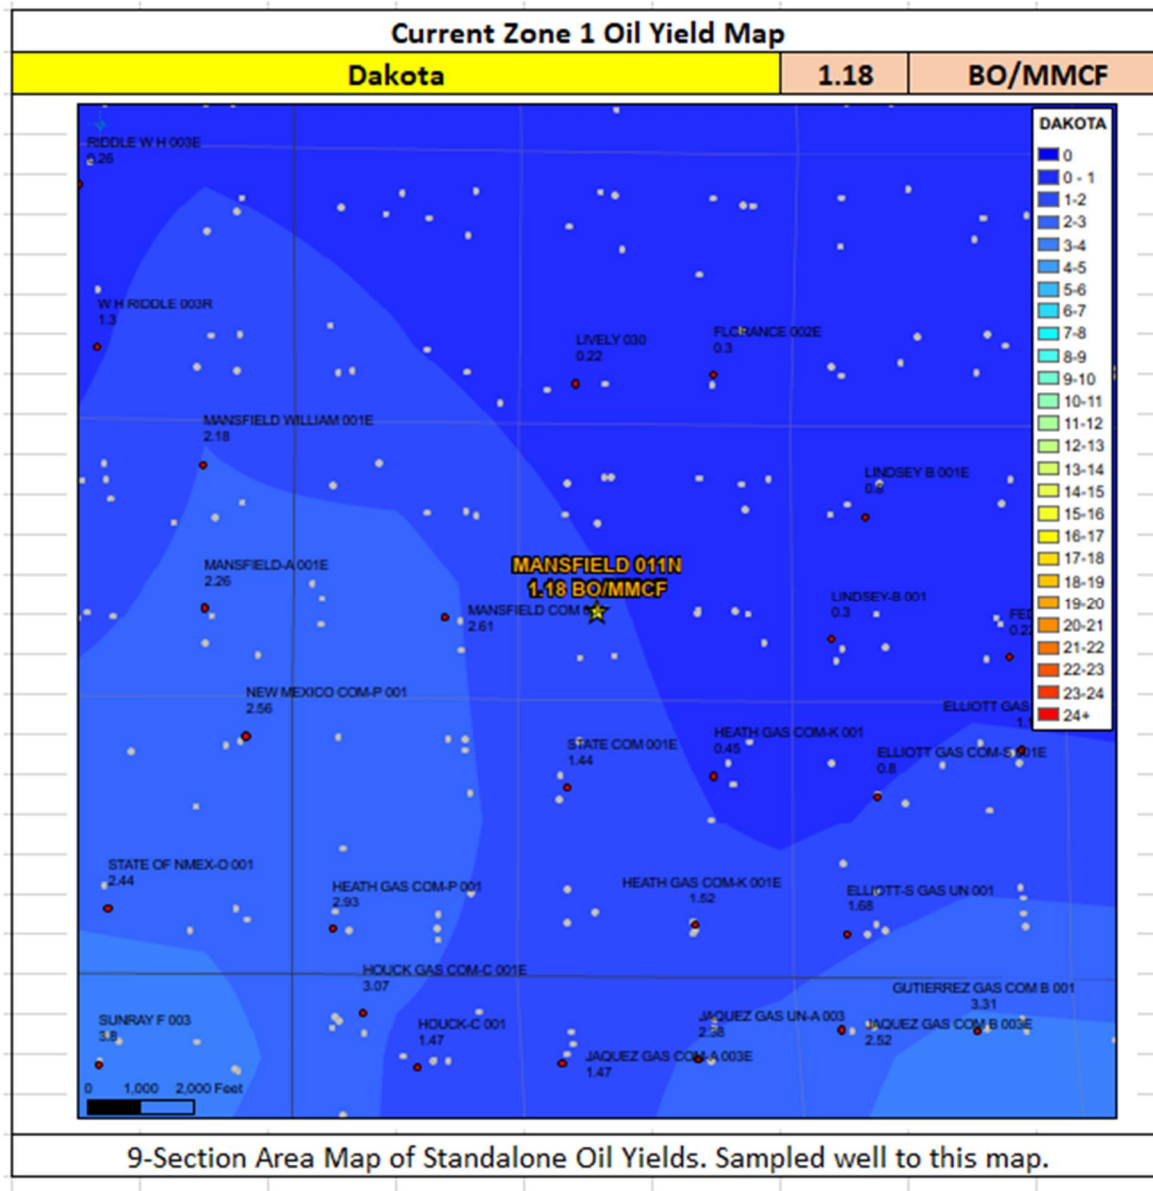 Current Zone 1 Oil Yield Map
Dakota 1.18 BO/MMCF
DAKOTA
0
0 - 1
1-2
2-3
3-4
4-5
5-6
6-7
7-8
8-9
9-10
10-11
11-12
12-13
13-14
14-15
15-16
16-17
17-18
18-19
19-20
20-21
21-22
22-23
23-24
24+
RIDDLE W H 003E
0.26
W H RIDDLE 003R
1.3
LIVELY 030
0.22
FLORANCE 002E
0.3
MANSFIELD WILLIAM 001E
2.18
LINDSEY B 001E
0.6
MANSFIELD 011N
1.18 BO/MMCF
MANSFIELD-A 001E
2.26
MANSFIELD COM
2.61
LINDSEY-B 001
0.3
NEW MEXICO COM-P 001
2.56
ELLIOTT GAS
STATE COM 001E
1.44
HEATH GAS COM-K 001
0.45
ELLIOTT GAS COM-S 001E
0.8
STATE OF NMEX-O 001
2.44
HEATH GAS COM-P 001
2.93
HEATH GAS COM-K 001E
1.52
ELLIOTT-S GAS UN 001
1.68
HOUCK GAS COM-C 001E
3.07
GUTIERREZ GAS COM B 001
3.31
SUNRAY F 003
3.8
HOUCK-C 001
1.47
JAQUEZ GAS UN-A 003
2.38
JAQUEZ GAS COM B 003E
2.52
JAQUEZ GAS COM-A 003E
1.47
0 1,000 2,000 Feet
9-Section Area Map of Standalone Oil Yields. Sampled well to this map.